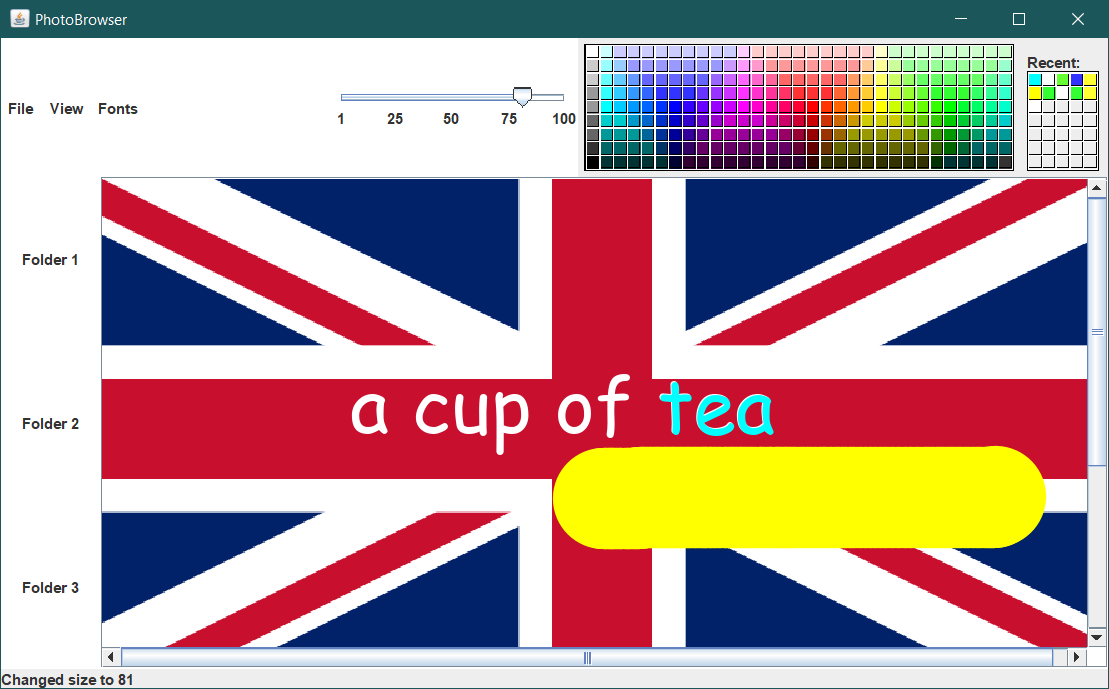 PhotoBrowser
Recent:
File View Fonts
1 25 50 75 100
Folder 1
a cup of tea
Folder 2
Folder 3
Changed size to 81